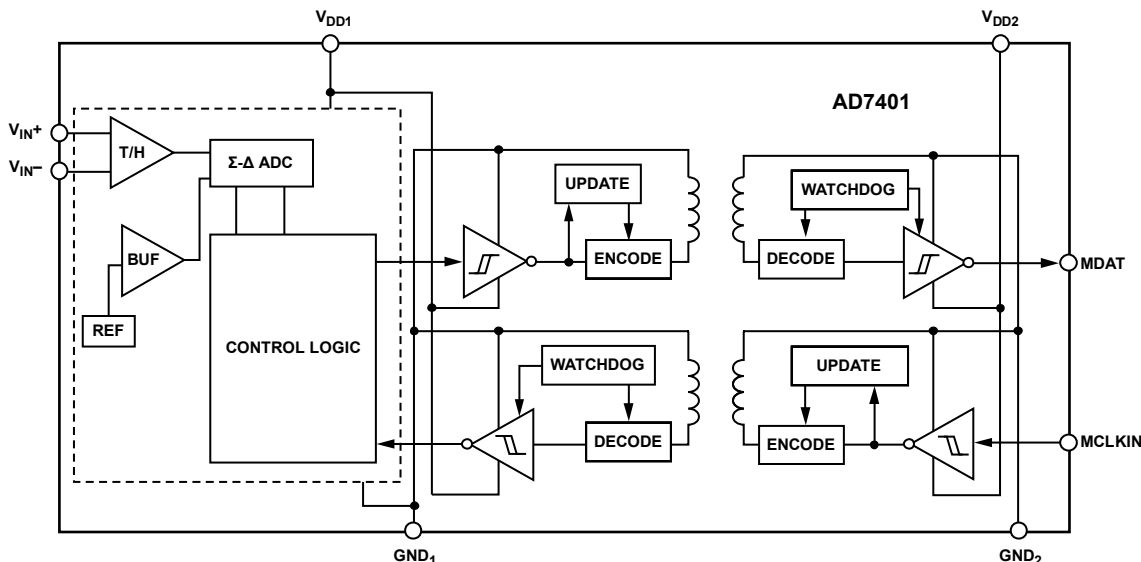 VDD1
VDD2
AD7401
VIN+
T/H
VIN–
Σ-Δ ADC
UPDATE
WATCHDOG
BUF
ENCODE
DECODE
MDAT
REF
CONTROL LOGIC
WATCHDOG
UPDATE
DECODE
ENCODE
MCLKIN
GND1
GND2